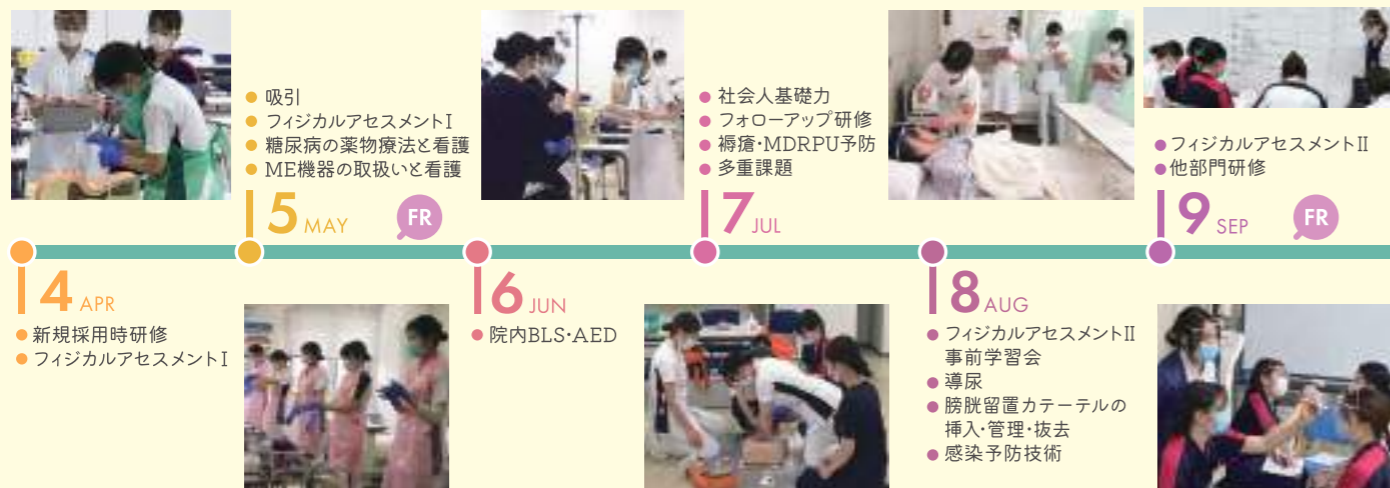 4 APR
● 新規採用時研修
● フィジカルアセスメントI
● 吸引
● フィジカルアセスメントI
● 糖尿病の薬物療法と看護
● ME機器の取扱いと看護
5 MAY
FR
6 JUN
● 院内BLS・AED
● 社会人基礎力
● フォローアップ研修
● 褥瘡・MDRPU予防
● 多重課題
7 JUL
8 AUG
● フィジカルアセスメントII
事前学習会
● 導尿
● 膀胱留置カテーテルの
挿入・管理・抜去
● 感染予防技術
● フィジカルアセスメントII
● 他部門研修
9 SEP
FR